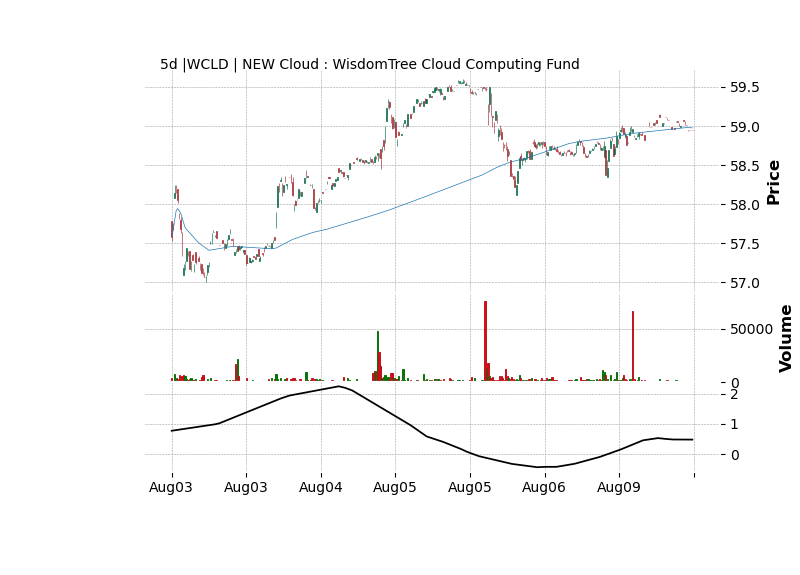 5d |WCLD | NEW Cloud : WisdomTree Cloud Computing Fund
59.5
59.0
58.5
58.0
57.5
57.0
Price
50000
0
Volume
2
1
0
Aug03 Aug03 Aug04 Aug05 Aug05 Aug06 Aug09